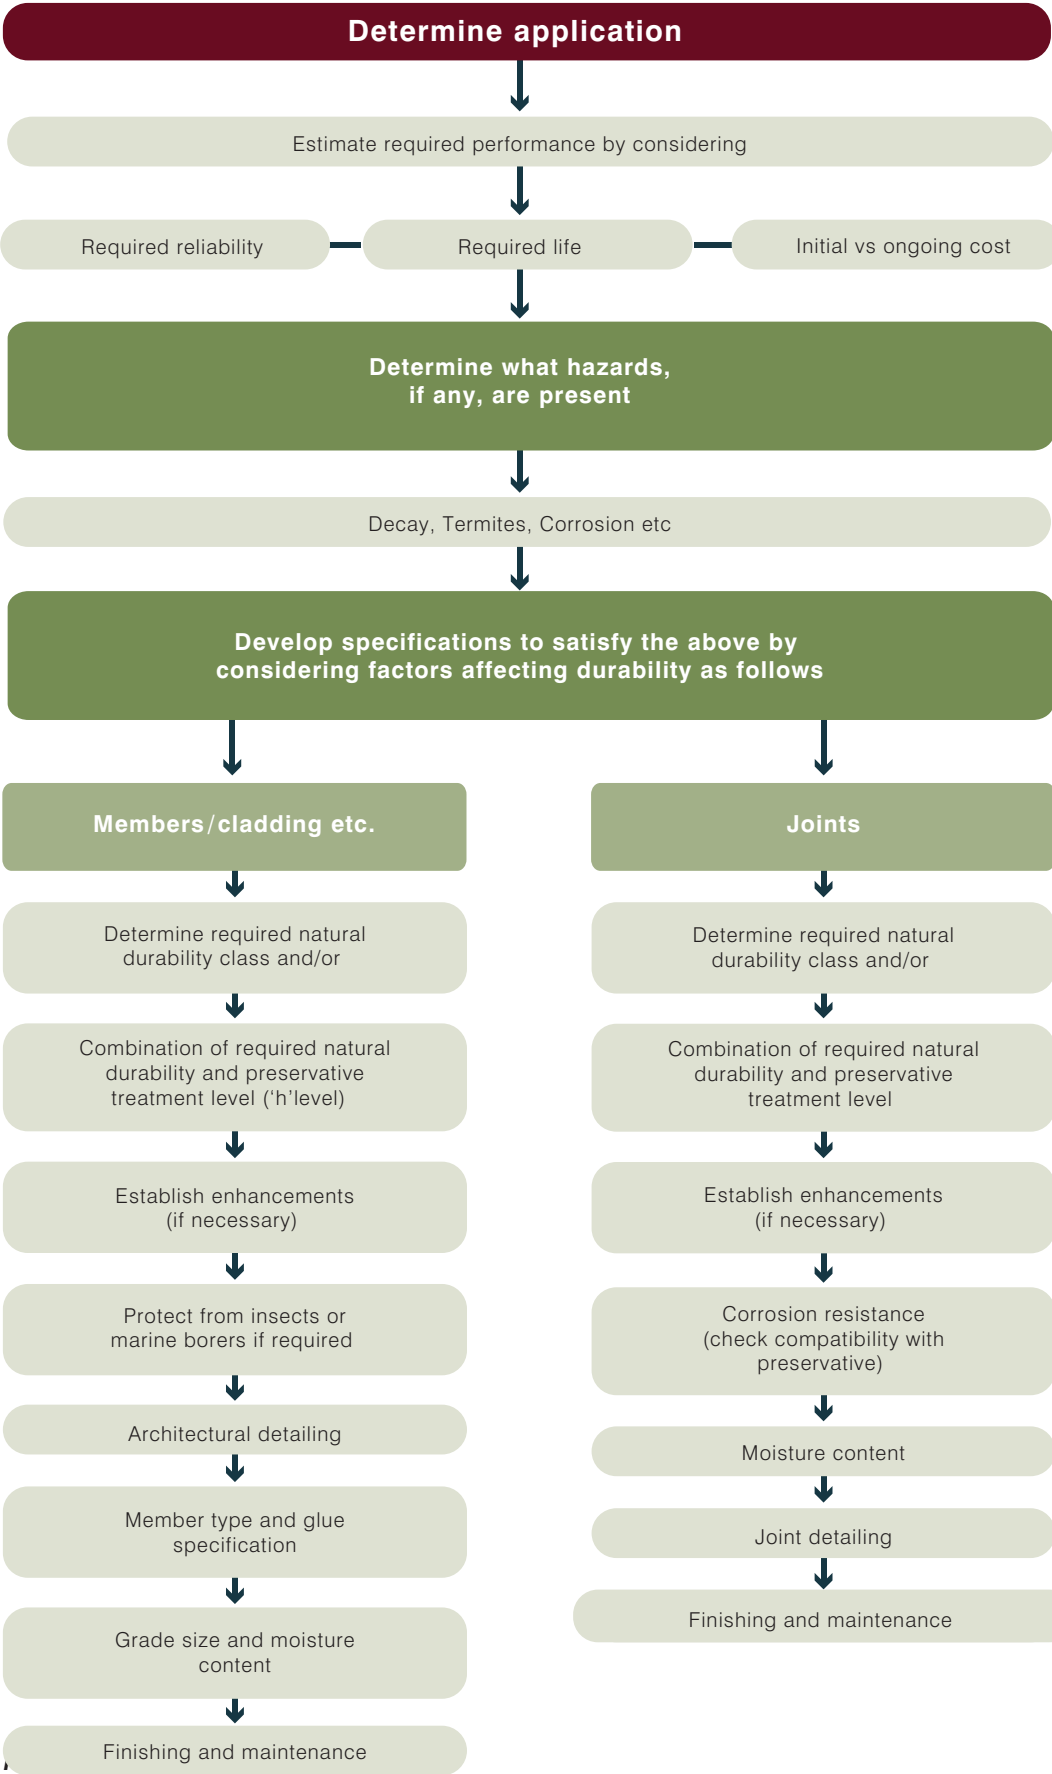 Determine application
Estimate required performance by considering
Required reliability
Required life
Initial vs ongoing cost
Determine what hazards,
if any, are present
Decay, Termites, Corrosion etc
Develop specifications to satisfy the above by
considering factors affecting durability as follows
Members/cladding etc.
Determine required natural
durability class and/or
Combination of required natural
durability and preservative
treatment level (‘h’level)
Establish enhancements
(if necessary)
Protect from insects or
marine borers if required
Architectural detailing
Member type and glue
specification
Grade size and moisture
content
Finishing and maintenance
Joints
Determine required natural
durability class and/or
Combination of required natural
durability and preservative
treatment level
Establish enhancements
(if necessary)
Corrosion resistance
(check compatibility with
preservative)
Moisture content
Joint detailing
Finishing and maintenance